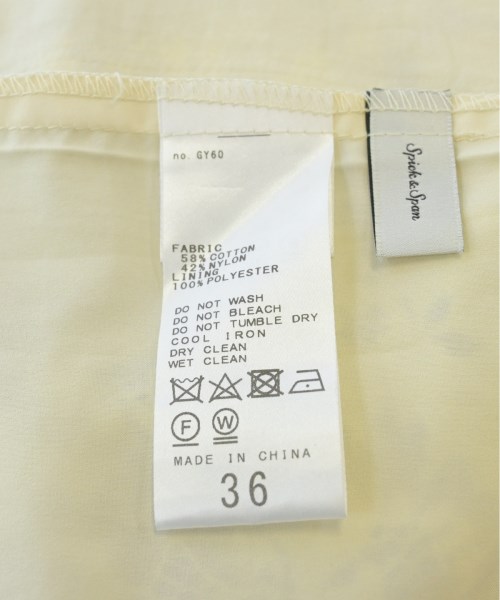 no. GY60
Spick & Span
FABRIC
58% COTTON
42% NYLON
LINING
100% POLYESTER
DO NOT WASH
DO NOT BLEACH
DO NOT TUMBLE DRY
COOL IRON
DRY CLEAN
WET CLEAN
F W
MADE IN CHINA
36